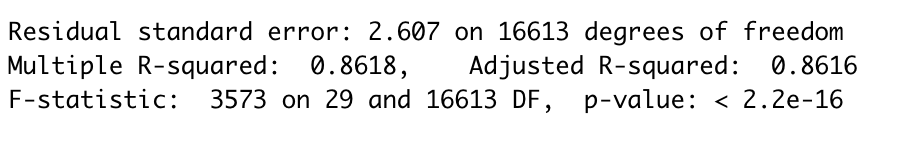 Residual standard error: 2.607 on 16613 degrees of freedom
Multiple R-squared:  0.8618,    Adjusted R-squared:  0.8616
F-statistic:  3573 on 29 and 16613 DF,  p-value: < 2.2e-16